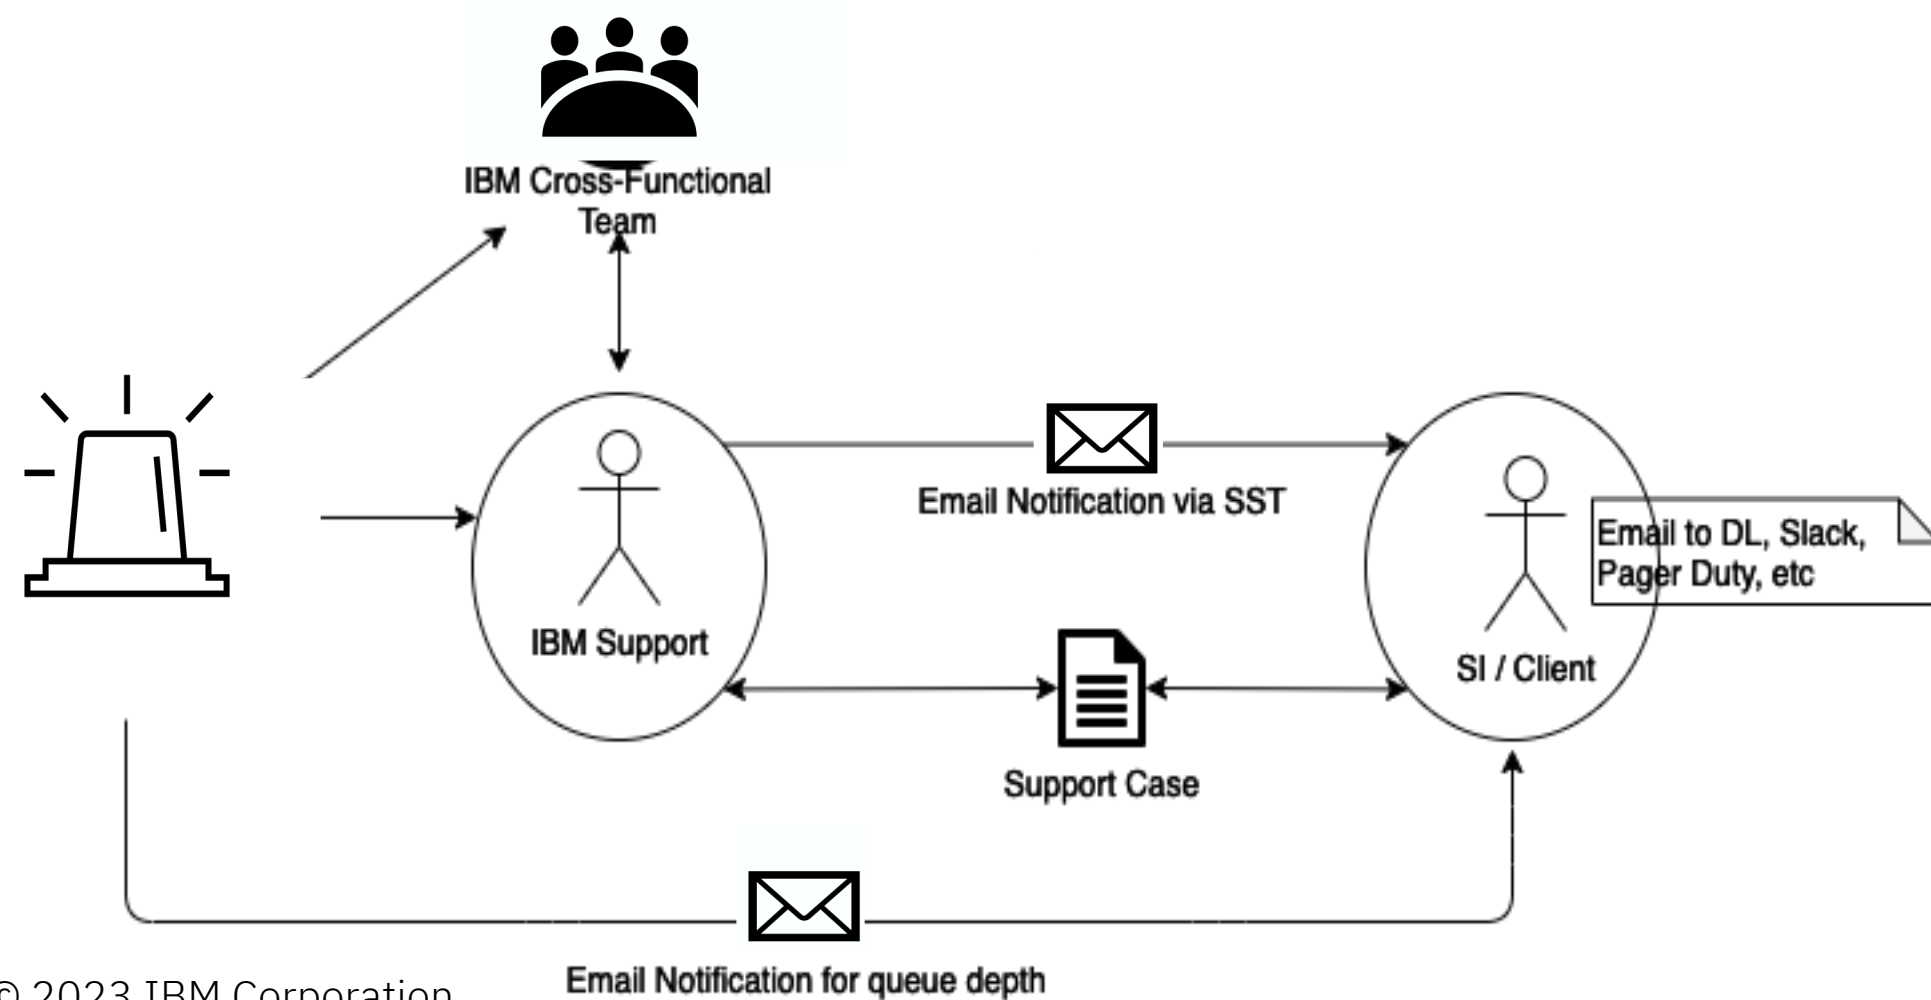 IBM Cross-Functional
Team
Email Notification via SST
Email to DL, Slack,
Pager Duty, etc
IBM Support
SI / Client
Support Case
Email Notification for queue depth
© 2023 IBM Corporation